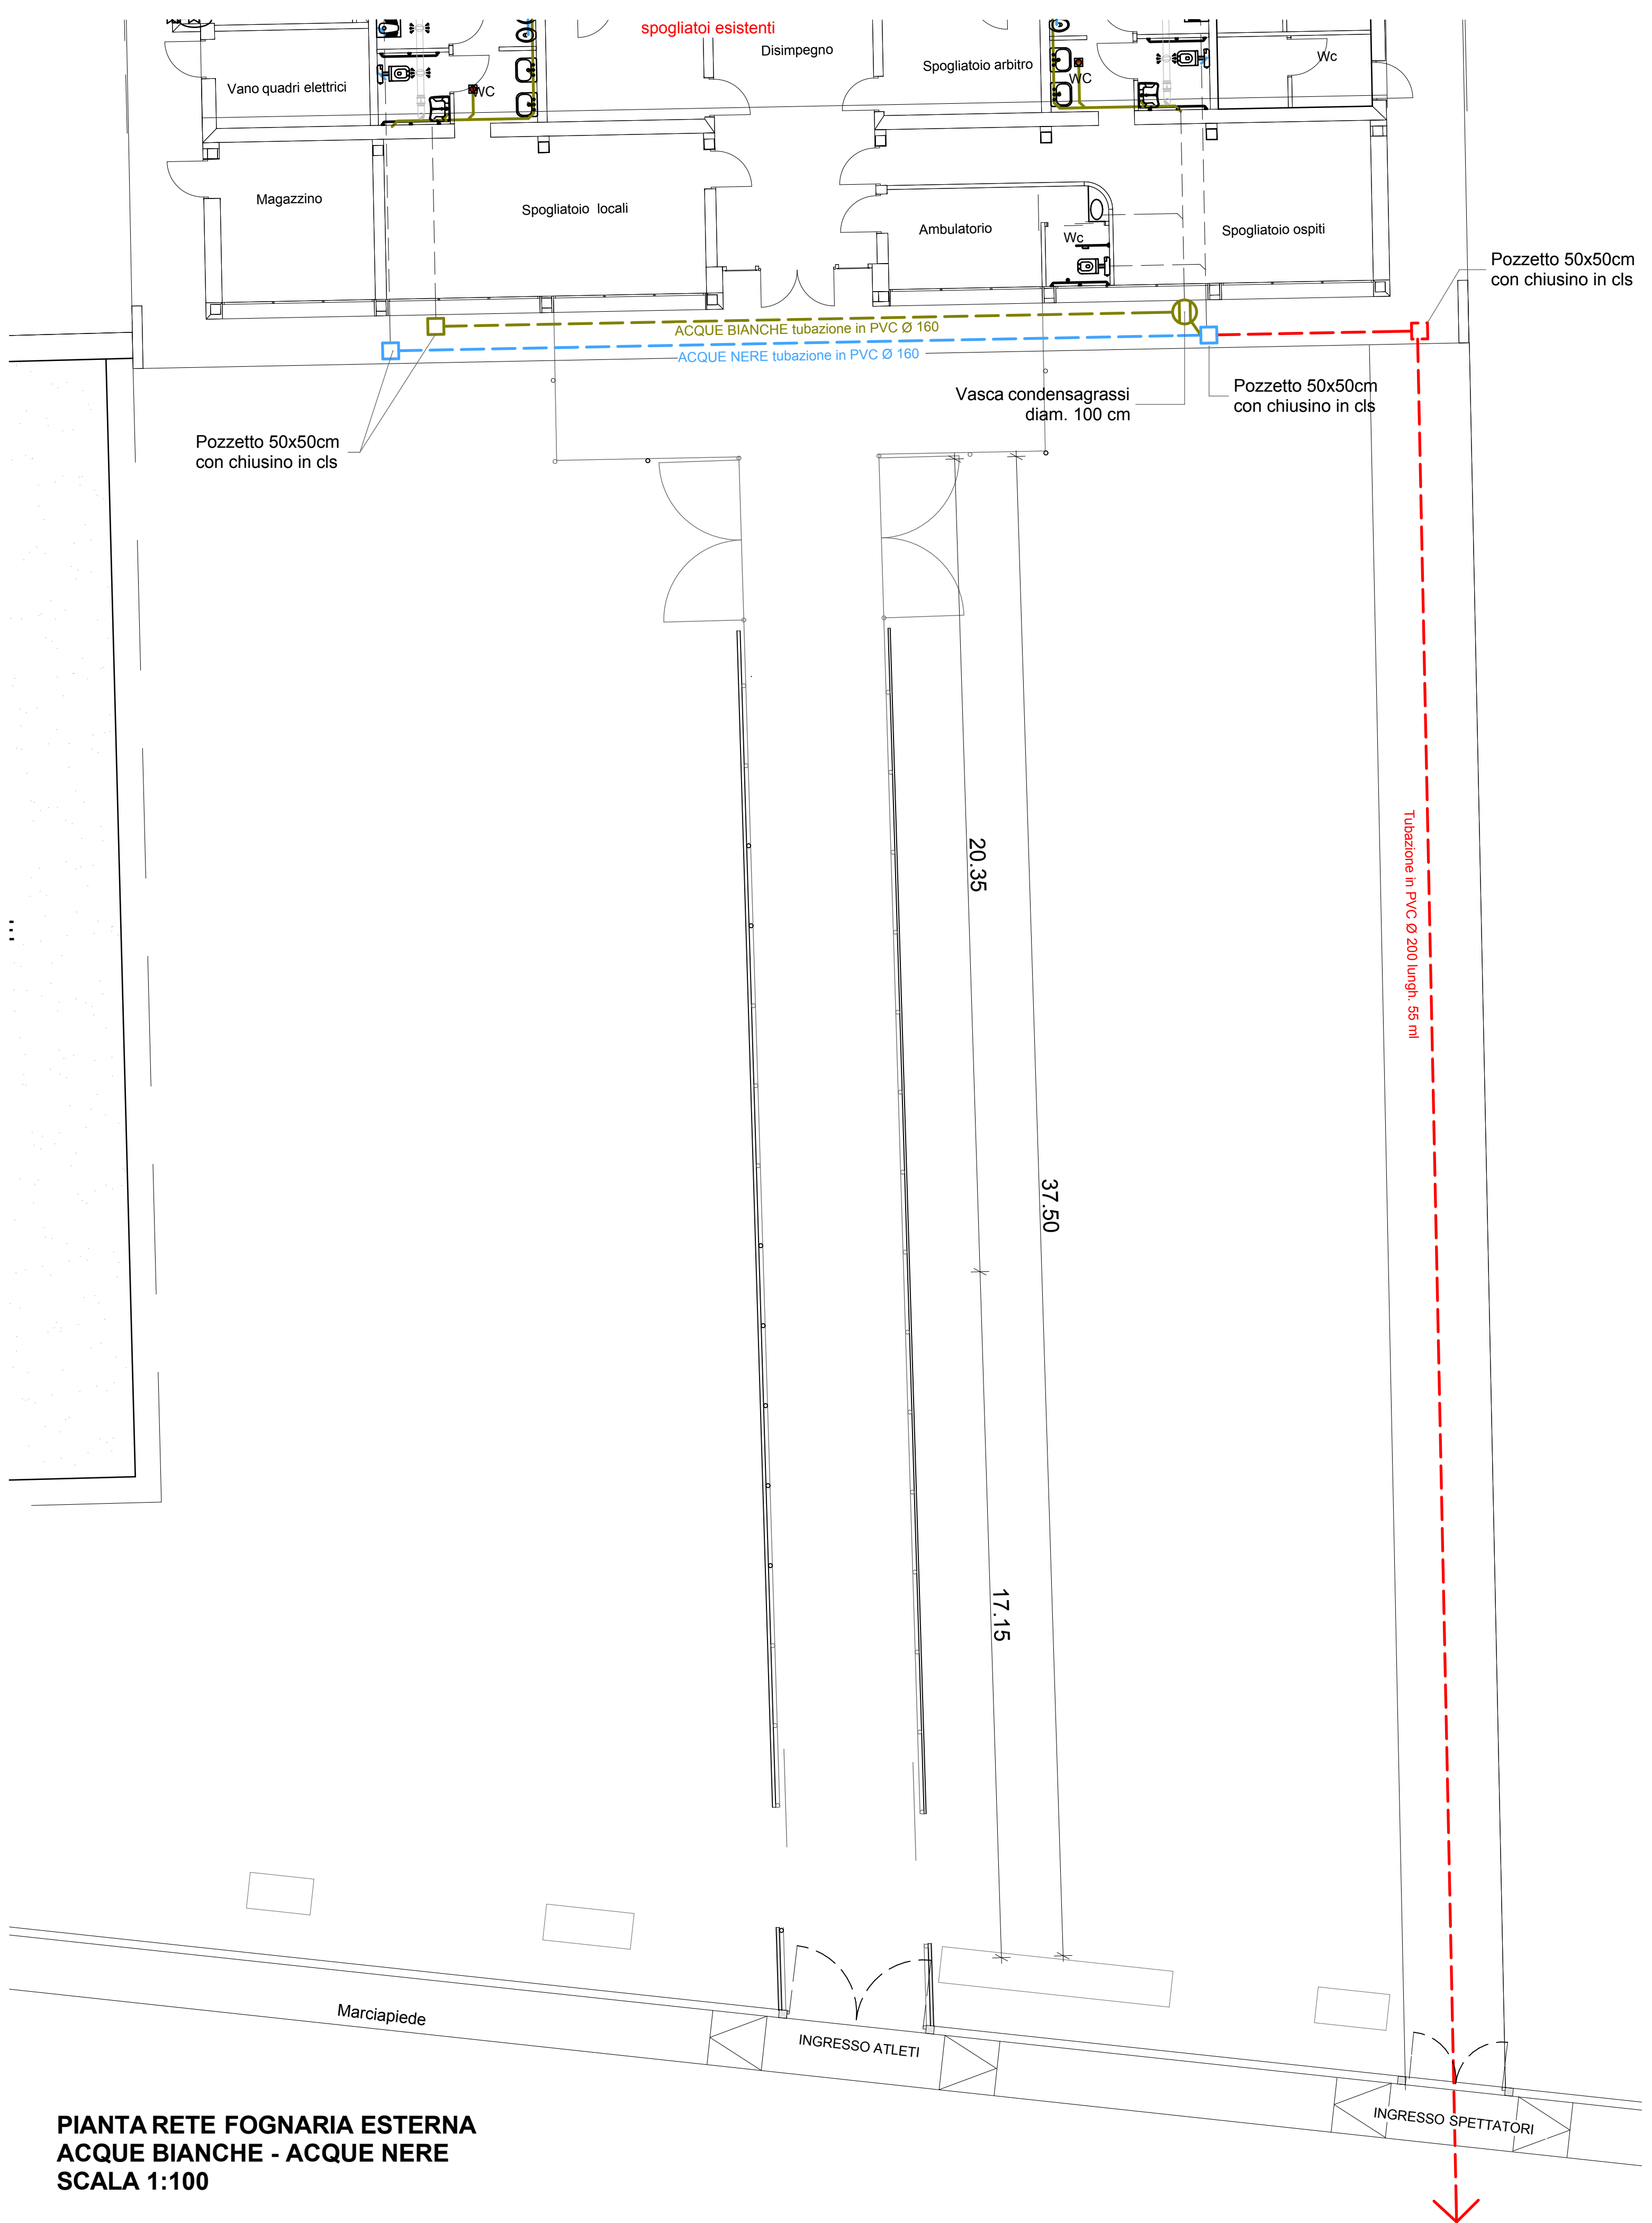 spogliatoi esistenti
Disimpegno
Spogliatoio arbitro
Wc
Vano quadri elettrici
WC
WC
Magazzino
Spogliatoio locali
Ambulatorio
Wc
Spogliatoio ospiti
Pozzetto 50x50cm
con chiusino in cls
ACQUE BIANCHE tubazione in PVC Ø 160
ACQUE NERE tubazione in PVC Ø 160
Vasca condensagrassi
diam. 100 cm
Pozzetto 50x50cm
con chiusino in cls
Pozzetto 50x50cm
con chiusino in cls
20.35
Tubazione in PVC Ø 200 lungh. 55 ml
37.50
17.15
Marciapiede
INGRESSO ATLETI
INGRESSO SPETTATORI
PIANTA RETE FOGNARIA ESTERNA
ACQUE BIANCHE - ACQUE NERE
SCALA 1:100